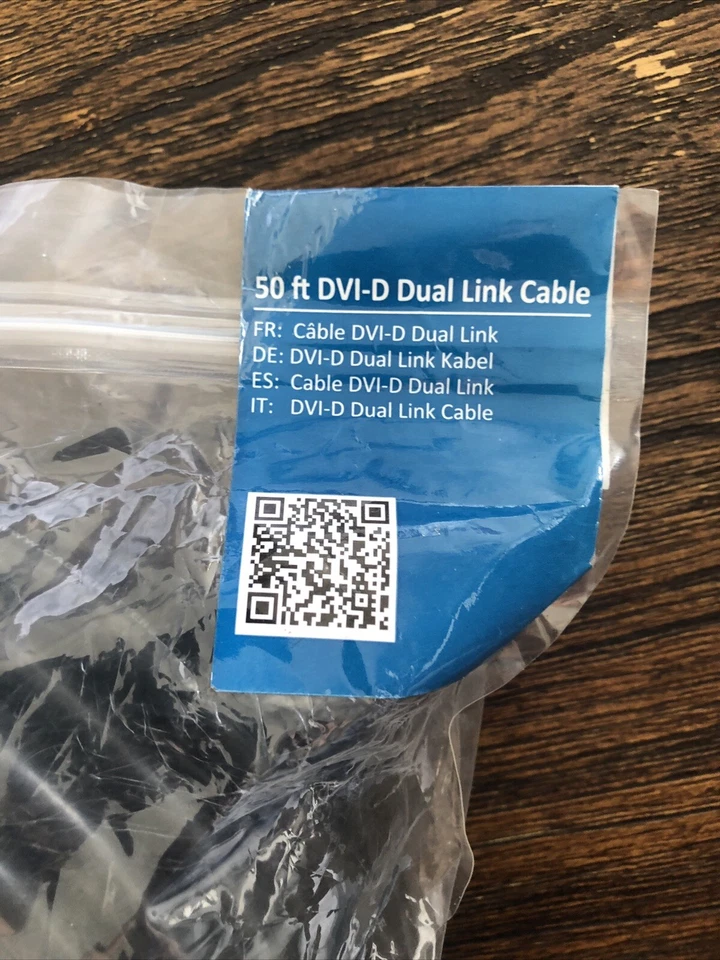 50 ft DVI-D Dual Link Cable
FR: Câble DVI-D Dual Link
DE: DVI-D Dual Link Kabel
ES: Cable DVI-D Dual Link
IT: DVI-D Dual Link Cable